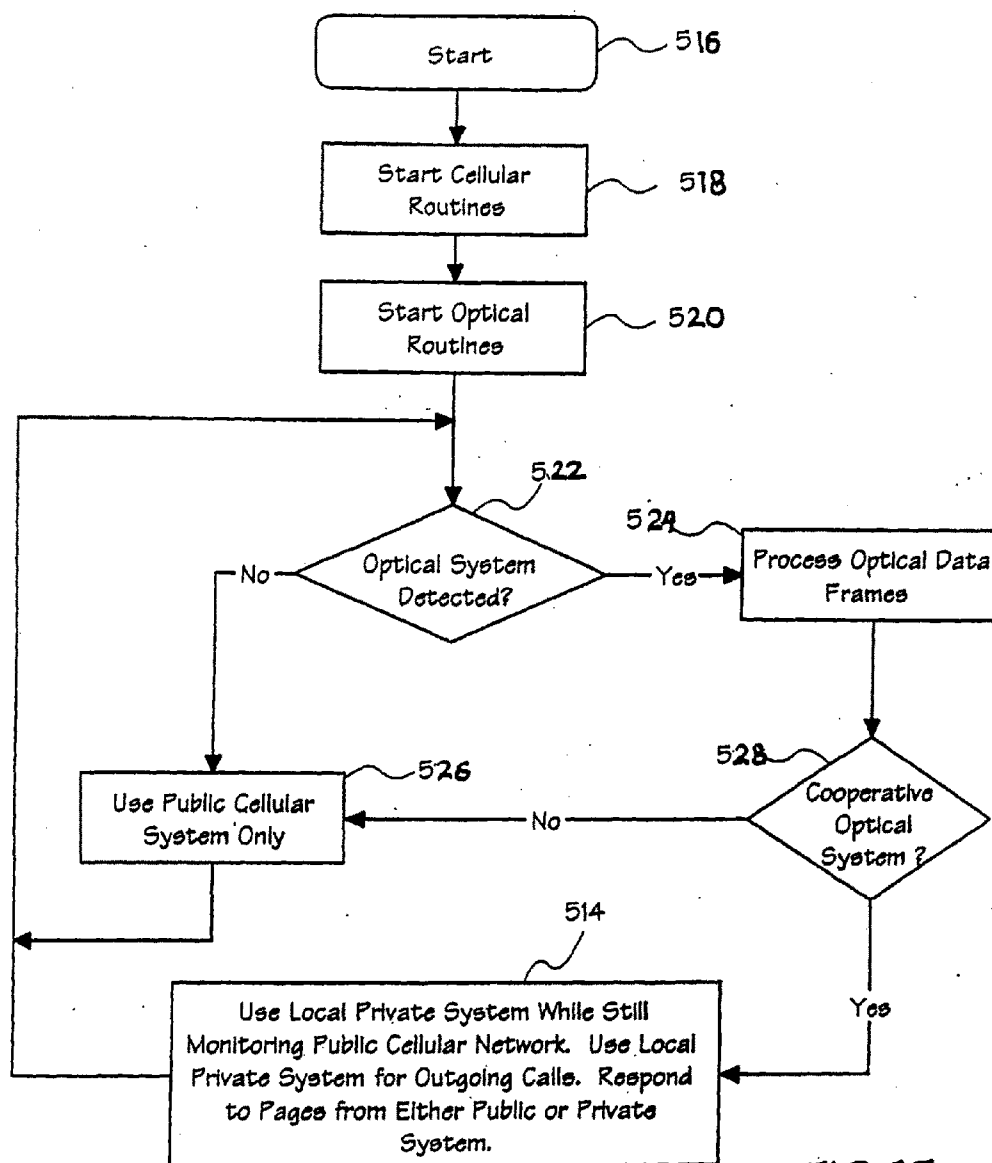 Start
516
Start Cellular
Routines
518
Start Optical
Routines
520
522
Optical System
Detected?
No
Yes
524
Process Optical Data
Frames
526
Use Public Cellular
System Only
528
Cooperative
Optical
System ?
No
Yes
514
Use Local Private System While Still
Monitoring Public Cellular Network. Use Local
Private System for Outgoing Calls. Respond
to Pages from Either Public or Private
System.